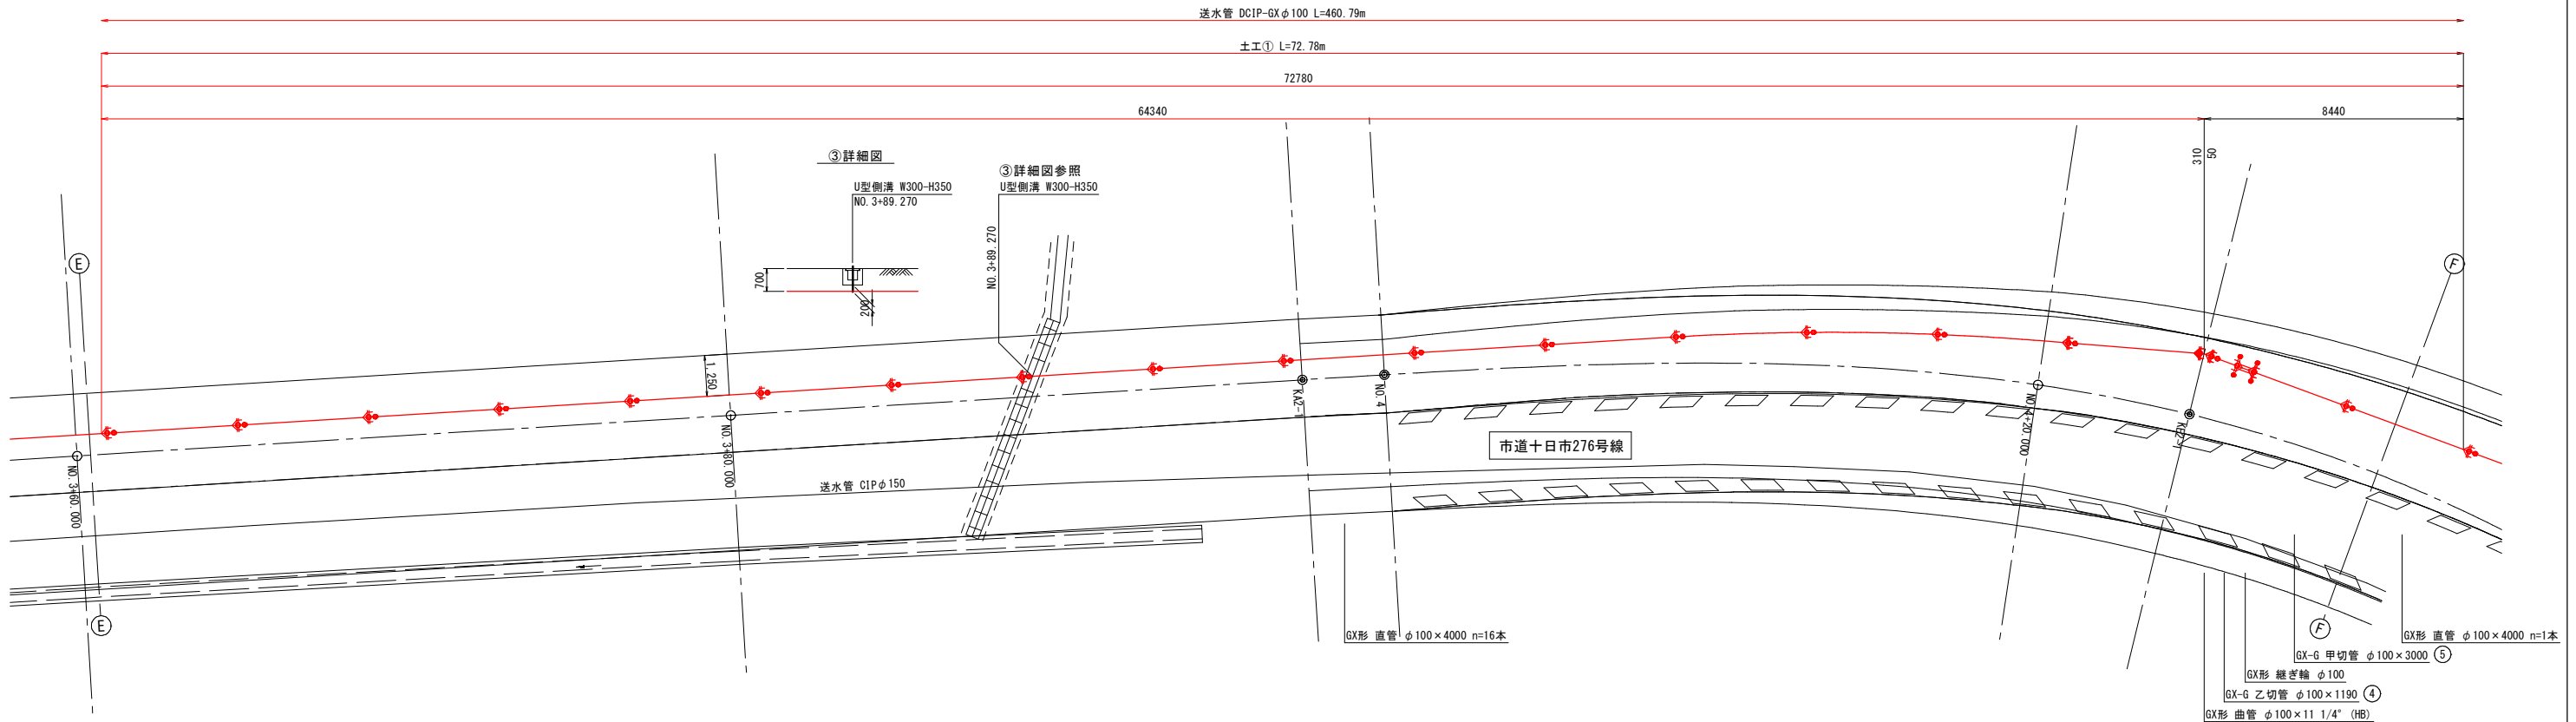 送水管 DCIP-GXφ100 L=460.79m
土工① L=72.78m
72780
64340
8440
310
50
③詳細図
U型側溝 W300-H350
NO.3+89.270
700
200
③詳細図参照
U型側溝 W300-H350
NO.3+89.270
E
F
1.250
NO.3+60.000
NO.3+80.000
KA2-1
NO.4
NO.4+20.000
KE2-1
市道十日市276号線
送水管 CIPφ150
E
F
GX形 直管 φ100×4000 n=16本
GX形 直管 φ100×4000 n=1本
GX-G 甲切管 φ100×3000 ⑤
GX形 継ぎ輪 φ100
GX-G 乙切管 φ100×1190 ④
GX形 曲管 φ100×11 1/4° (HB)